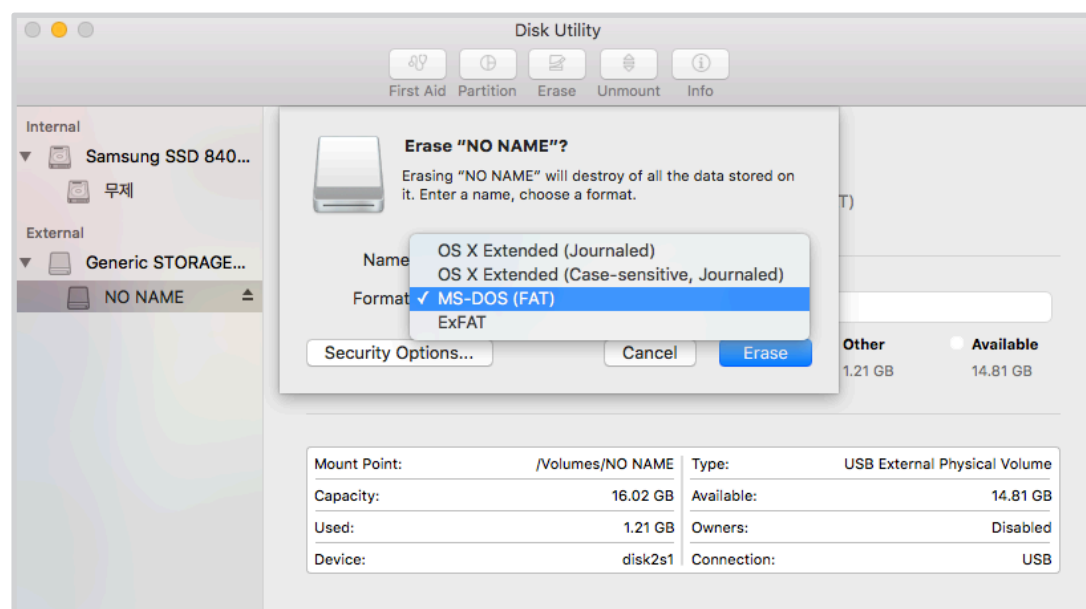 Disk Utility
First Aid Partition Erase Unmount Info
Internal
Samsung SSD 840...
무제
External
Generic STORAGE...
NO NAME
Erase “NO NAME”?
Erasing “NO NAME” will destroy of all the data stored on
it. Enter a name, choose a format.
Name
Format
OS X Extended (Journaled)
OS X Extended (Case-sensitive, Journaled)
✓ MS-DOS (FAT)
ExFAT
Security Options...
Cancel
Erase
T)
Other Available
1.21 GB 14.81 GB
Mount Point: /Volumes/NO NAME Type: USB External Physical Volume
Capacity: 16.02 GB Available: 14.81 GB
Used: 1.21 GB Owners: Disabled
Device: disk2s1 Connection: USB